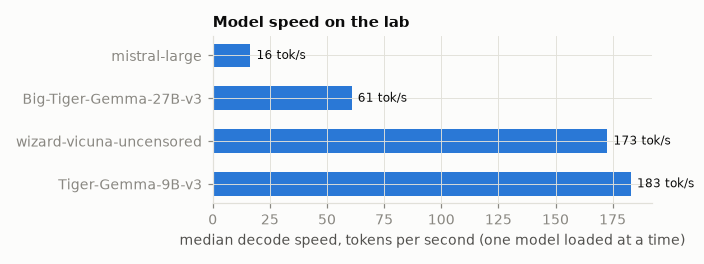 Model speed on the lab
mistral-large
16 tok/s
Big-Tiger-Gemma-27B-v3
61 tok/s
wizard-vicuna-uncensored
173 tok/s
Tiger-Gemma-9B-v3
183 tok/s
0 25 50 75 100 125 150 175
median decode speed, tokens per second (one model loaded at a time)